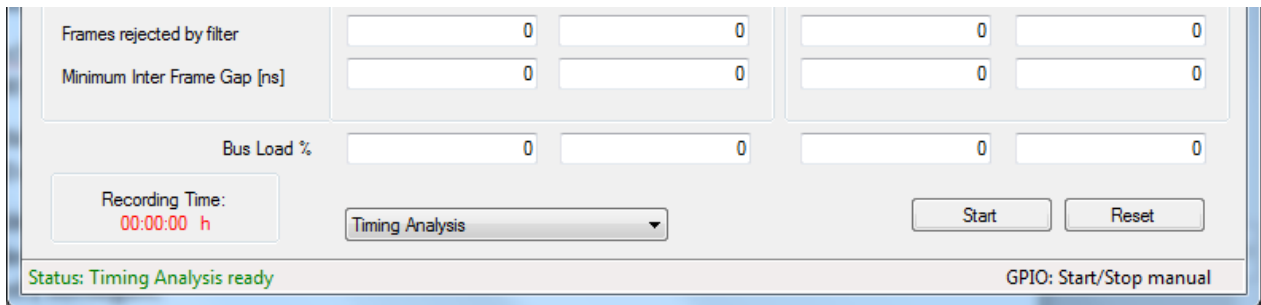 Frames rejected by filter 0 0 0 0
Minimum Inter Frame Gap [ns] 0 0 0 0
Bus Load % 0 0 0 0
Recording Time:
00:00:00 h
Timing Analysis Start Reset
Status: Timing Analysis ready GPIO: Start/Stop manual